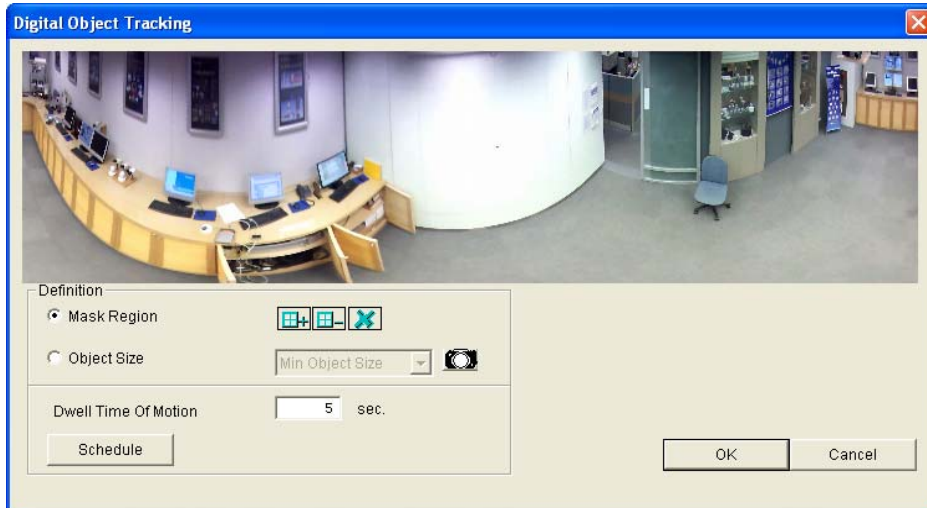 Digital Object Tracking
Definition
Mask Region
Object Size
Min Object Size
Dwell Time Of Motion
5 sec.
Schedule
OK
Cancel